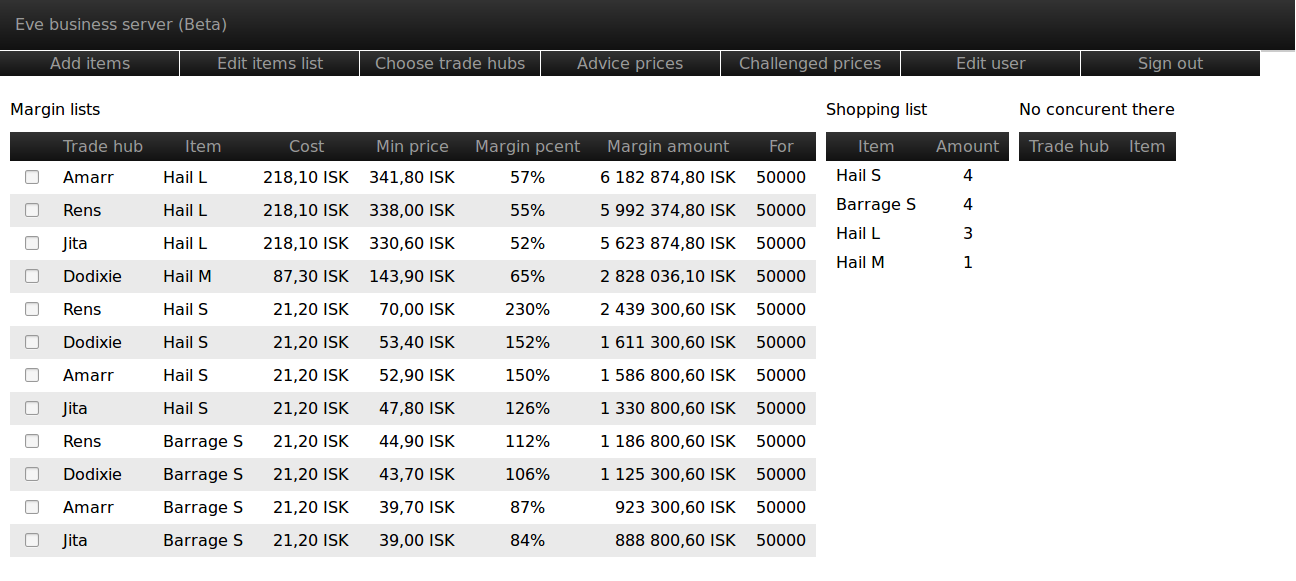 Eve business server (Beta)
Add items Edit items list Choose trade hubs Advice prices Challenged prices Edit user Sign out
Margin lists
Trade hub Item Cost Min price Margin pcent Margin amount For
Amarr Hail L 218,10 ISK 341,80 ISK 57% 6 182 874,80 ISK 50000
Rens Hail L 218,10 ISK 338,00 ISK 55% 5 992 374,80 ISK 50000
Jita Hail L 218,10 ISK 330,60 ISK 52% 5 623 874,80 ISK 50000
Dodixie Hail M 87,30 ISK 143,90 ISK 65% 2 828 036,10 ISK 50000
Rens Hail S 21,20 ISK 70,00 ISK 230% 2 439 300,60 ISK 50000
Dodixie Hail S 21,20 ISK 53,40 ISK 152% 1 611 300,60 ISK 50000
Amarr Hail S 21,20 ISK 52,90 ISK 150% 1 586 800,60 ISK 50000
Jita Hail S 21,20 ISK 47,80 ISK 126% 1 330 800,60 ISK 50000
Rens Barrage S 21,20 ISK 44,90 ISK 112% 1 186 800,60 ISK 50000
Dodixie Barrage S 21,20 ISK 43,70 ISK 106% 1 125 300,60 ISK 50000
Amarr Barrage S 21,20 ISK 39,70 ISK 87% 923 300,60 ISK 50000
Jita Barrage S 21,20 ISK 39,00 ISK 84% 888 800,60 ISK 50000
Shopping list
Item Amount
Hail S 4
Barrage S 4
Hail L 3
Hail M 1
No concurent there
Trade hub Item